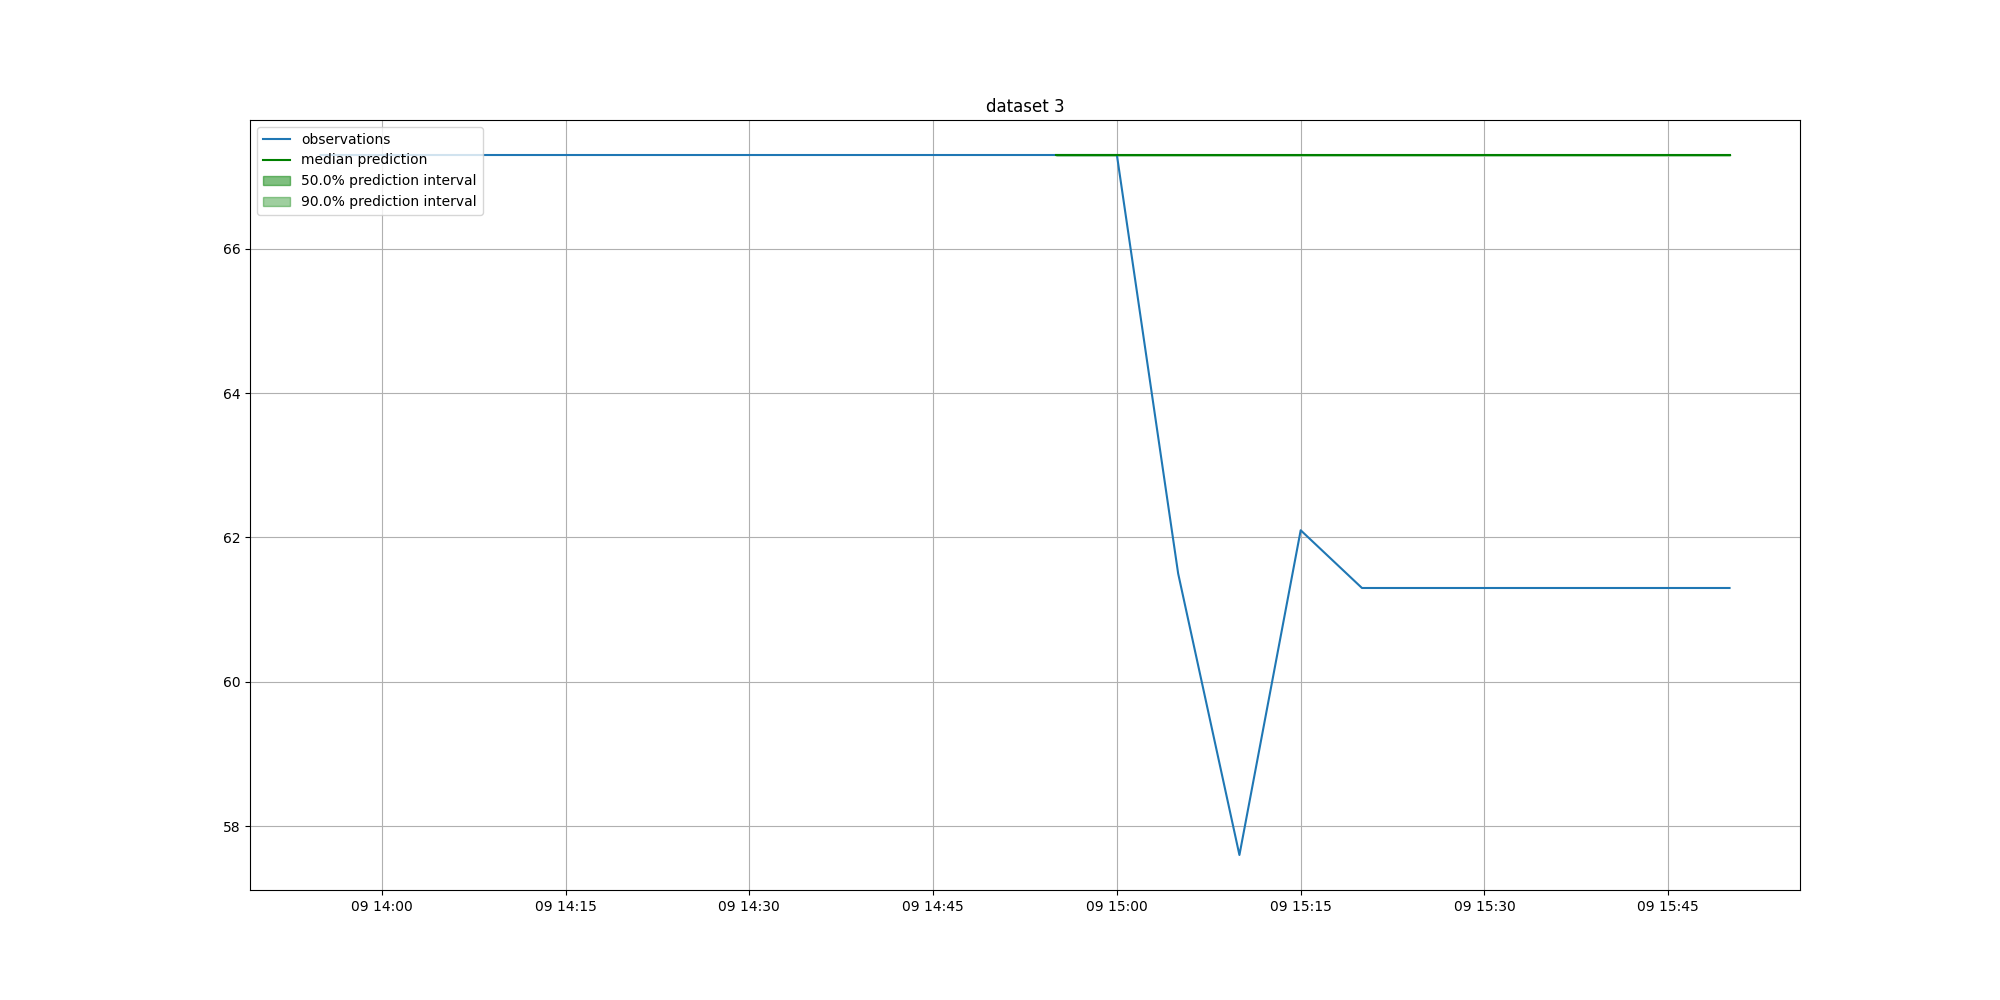 dataset 3
observations
median prediction
50.0% prediction interval
90.0% prediction interval
66
64
62
60
58
09 14:00 09 14:15 09 14:30 09 14:45 09 15:00 09 15:15 09 15:30 09 15:45